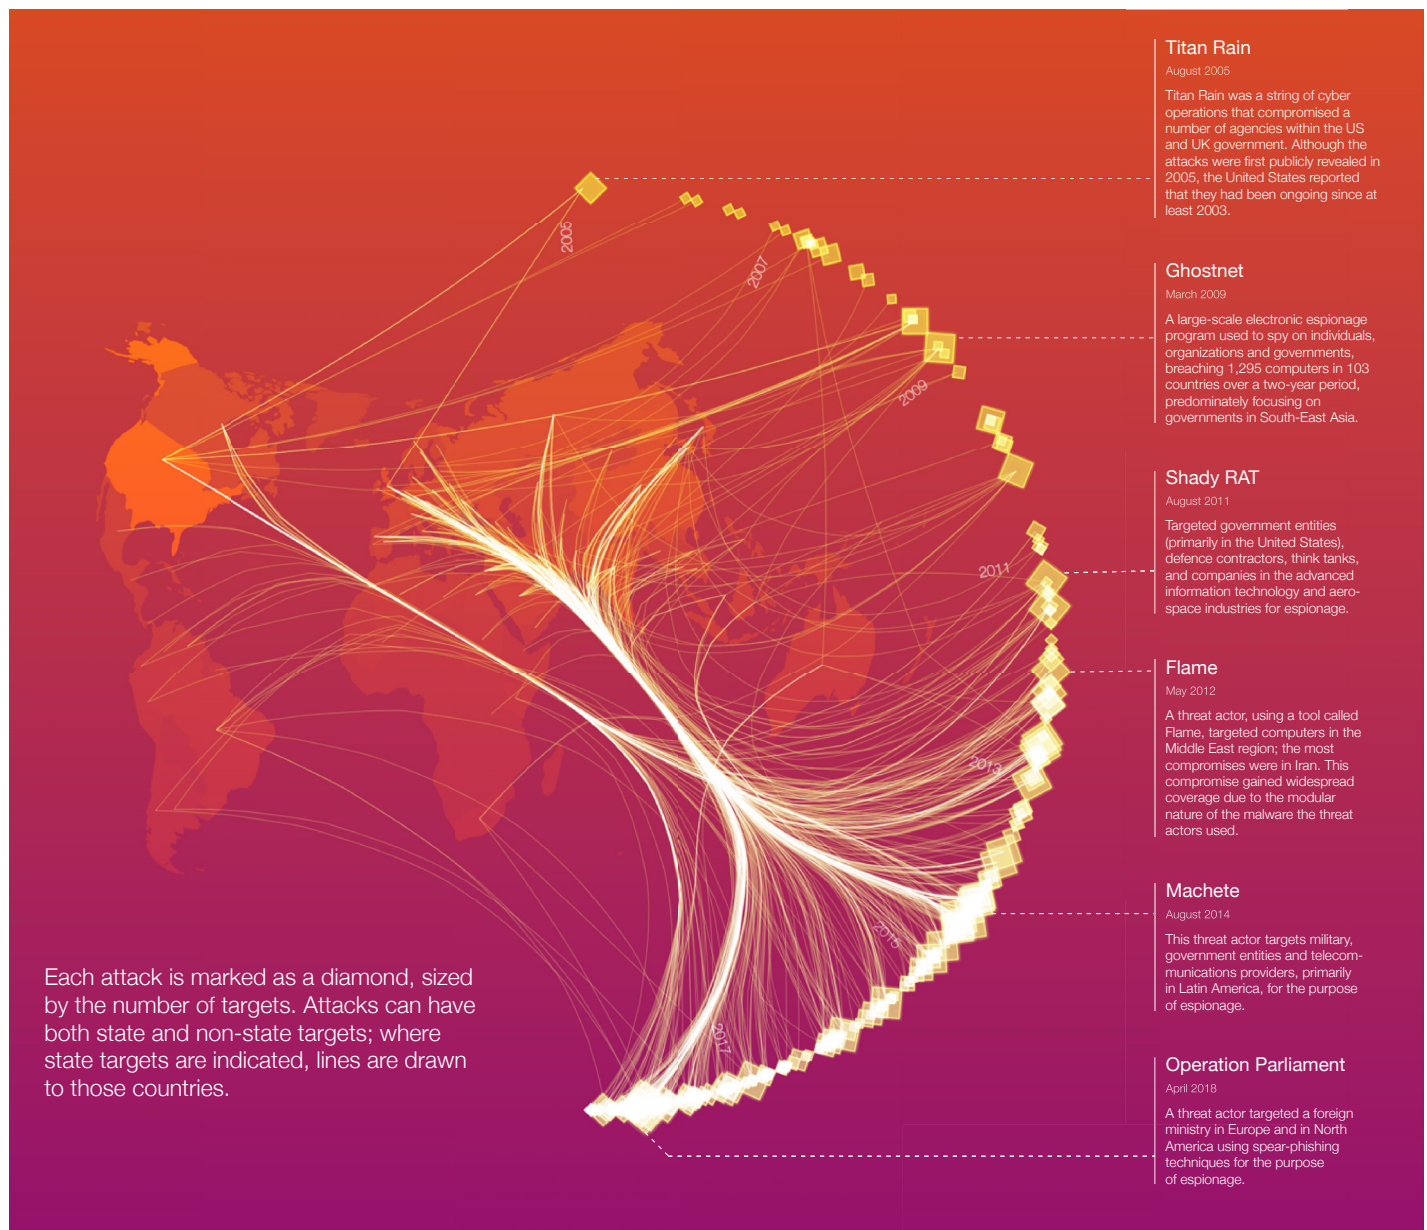 Titan Rain
August 2005
Titan Rain was a string of cyber
operations that compromised a
number of agencies within the US
and UK government. Although the
attacks were first publicly revealed in
2005, the United States reported
that they had been ongoing since at
least 2003.
Ghostnet
March 2009
A large-scale electronic espionage
program used to spy on individuals,
organizations and governments,
breaching 1,295 computers in 103
countries over a two-year period,
predominately focusing on
governments in South-East Asia.
Shady RAT
August 2011
Targeted government entities
(primarily in the United States),
defence contractors, think tanks,
and companies in the advanced
information technology and aero-
space industries for espionage.
Flame
May 2012
A threat actor, using a tool called
Flame, targeted computers in the
Middle East region; the most
compromises were in Iran. This
compromise gained widespread
coverage due to the modular
nature of the malware the threat
actors used.
Machete
August 2014
This threat actor targets military,
government entities and telecom-
munications providers, primarily
in Latin America, for the purpose
of espionage.
Operation Parliament
April 2018
A threat actor targeted a foreign
ministry in Europe and in North
America using spear-phishing
techniques for the purpose
of espionage.
2005
2007
2009
2011
2013
2015
2017
Each attack is marked as a diamond, sized
by the number of targets. Attacks can have
both state and non-state targets; where
state targets are indicated, lines are drawn
to those countries.